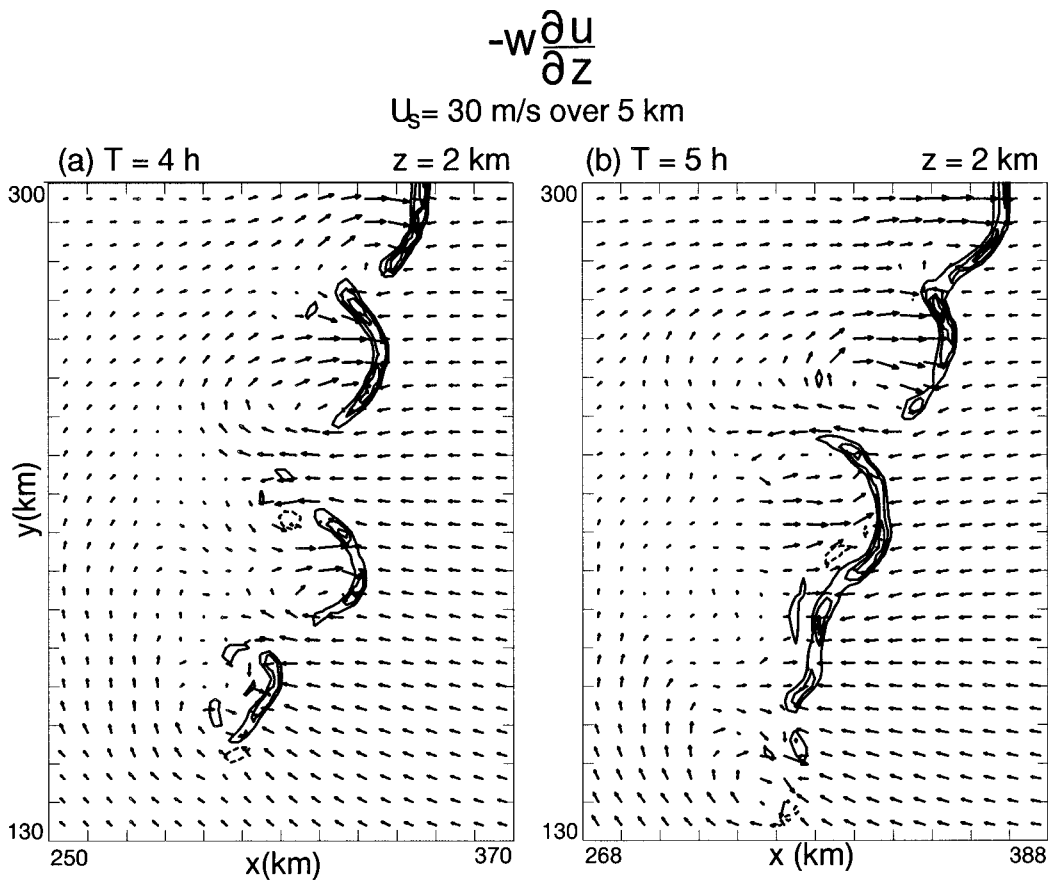 -w ∂u/∂z
Us= 30 m/s over 5 km
(a) T = 4 h z = 2 km
(b) T = 5 h z = 2 km
300
y(km)
130
250 x(km) 370
300
130
268 x (km) 388